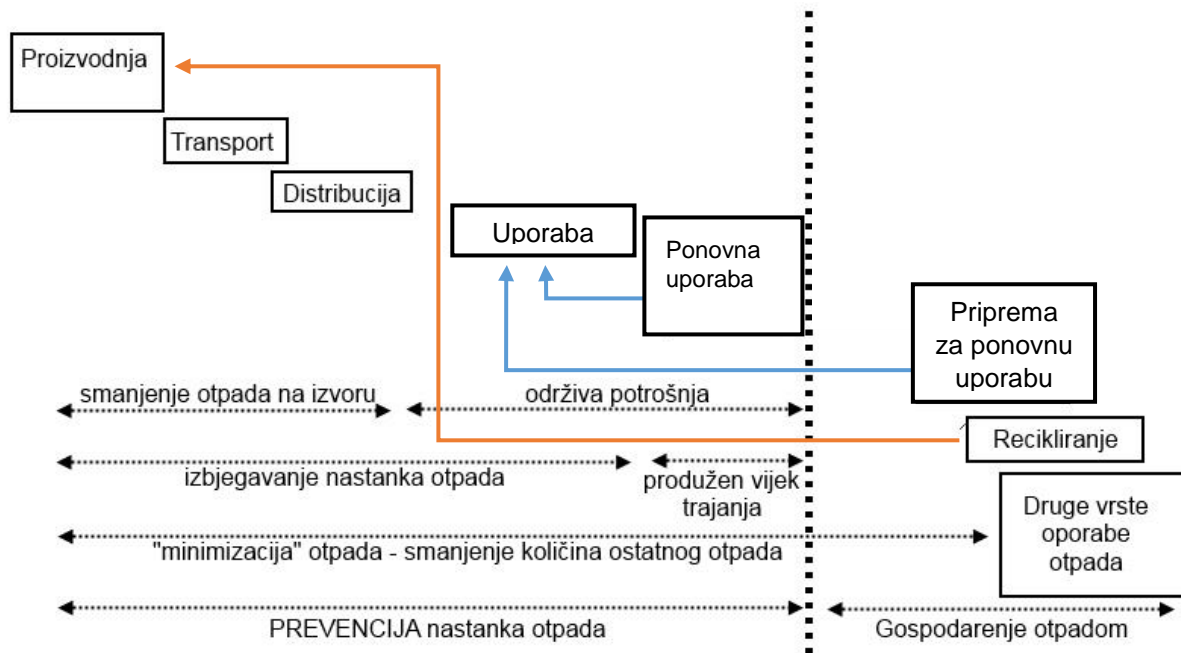 Proizvodnja
Transport
Distribucija
Uporaba
Ponovna
uporaba
Priprema
za ponovnu
uporabu
smanjenje otpada na izvoru
održiva potrošnja
Recikliranje
izbjegavanje nastanka otpada
produžen vijek
trajanja
Druge vrste
oporabe
otpada
"minimizacija" otpada - smanjenje količina ostatnog otpada
PREVENCIJA nastanka otpada
Gospodarenje otpadom